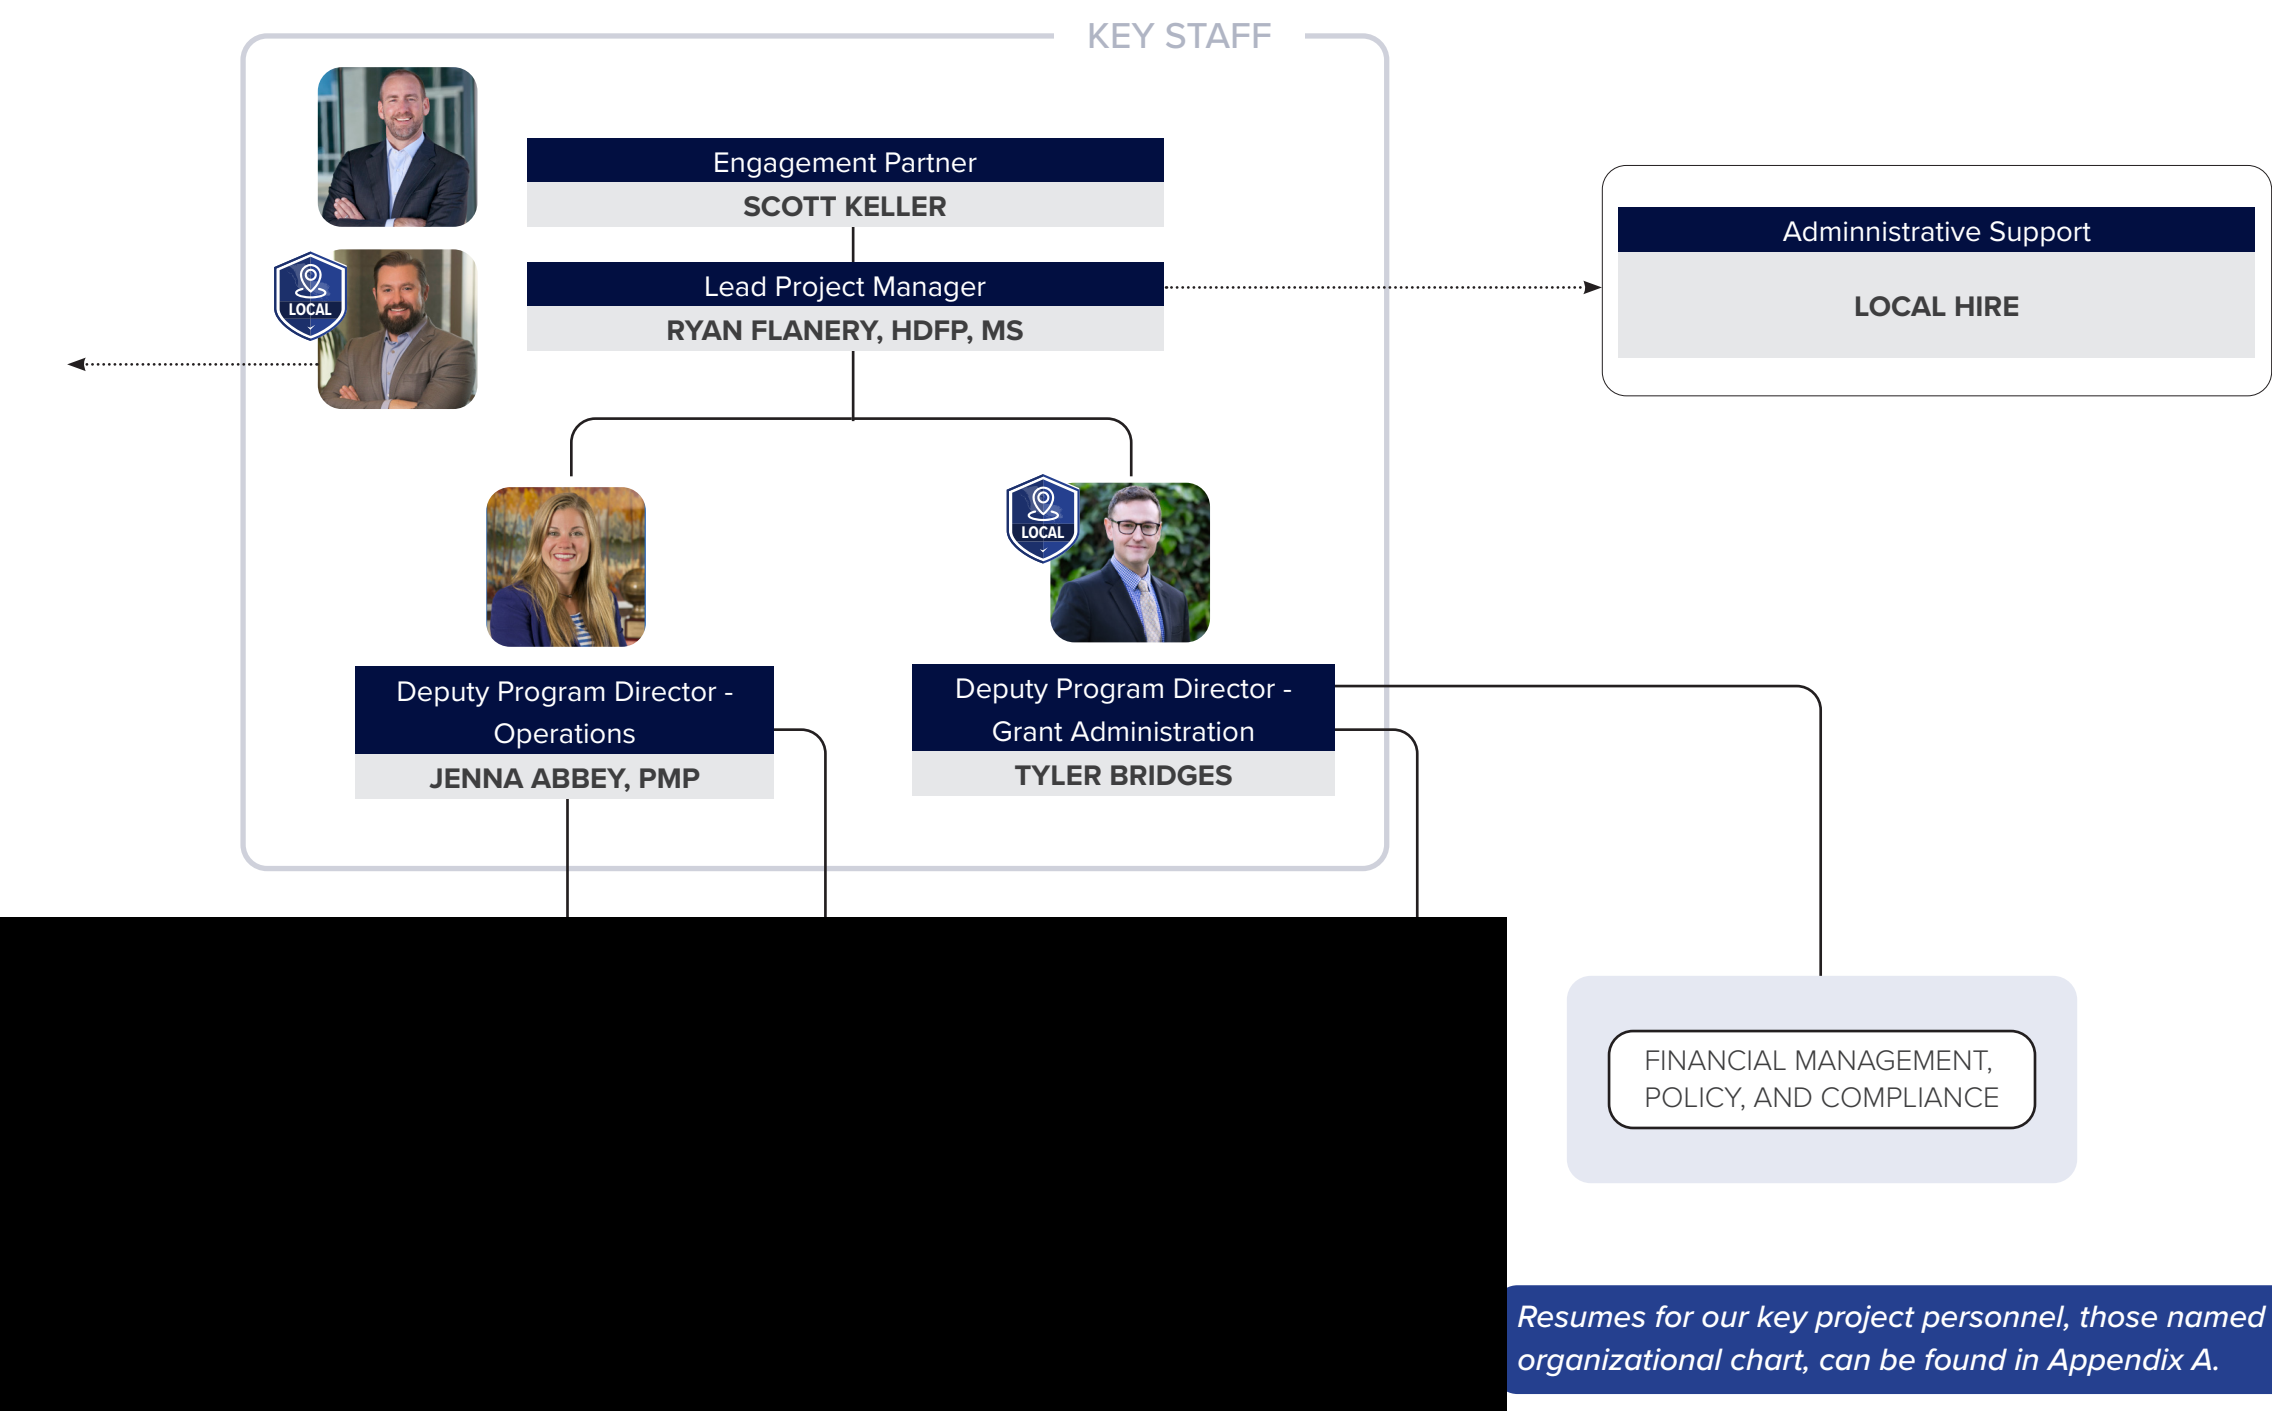 KEY STAFF
Engagement Partner
SCOTT KELLER
Adminnistrative Support
LOCAL HIRE
LOCAL
Lead Project Manager
RYAN FLANERY, HDFP, MS
LOCAL
Deputy Program Director -
Operations
JENNA ABBEY, PMP
Deputy Program Director -
Grant Administration
TYLER BRIDGES
FINANCIAL MANAGEMENT,
POLICY, AND COMPLIANCE
Resumes for our key project personnel, those named
organizational chart, can be found in Appendix A.